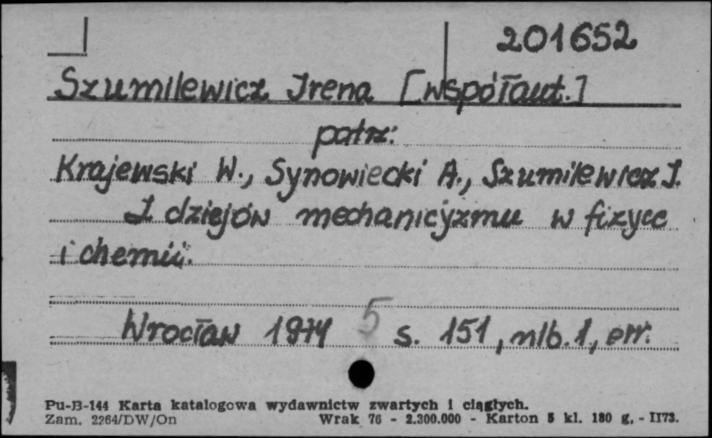 201652
Szumilewicz Irena [współaut.]
patrz:
Krajewski W., Synowiecki A., Szumilewicz I.
Z dziejów mechanicyzmu w fizyce
i chemii.
Wrocław 1974 5 s. 151, nlb. 1, err.
Pu-B-144 Karta katalogowa wydawnictw zwartych i ciągłych.
Zam. 2264/DW/On Wrak 76 - 2.300.000 - Karton 5 kl. 180 g. - II73.